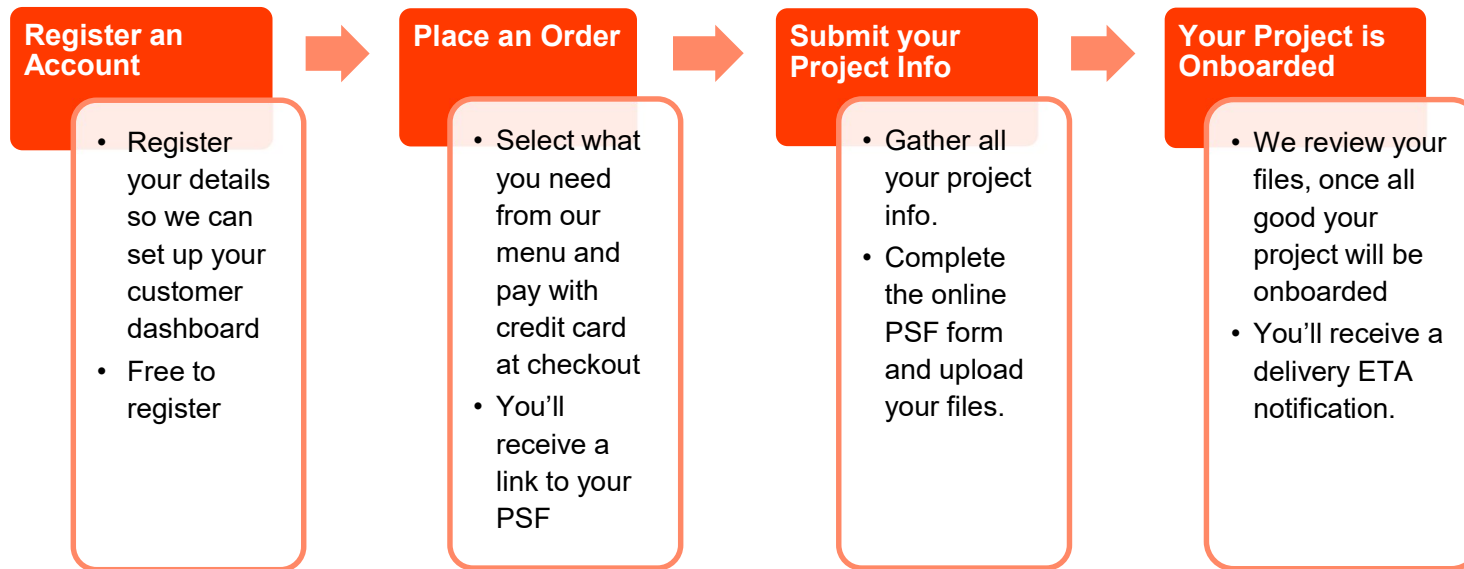 Register an
Account
• Register
your details
so we can
set up your
customer
dashboard
• Free to
register
Place an Order
• Select what
you need
from our
menu and
pay with
credit card
at checkout
• You’ll
receive a
link to your
PSF
Submit your
Project Info
• Gather all
your project
info.
• Complete
the online
PSF form
and upload
your files.
Your Project is
Onboarded
• We review your
files, once all
good your
project will be
onboarded
• You’ll receive a
delivery ETA
notification.